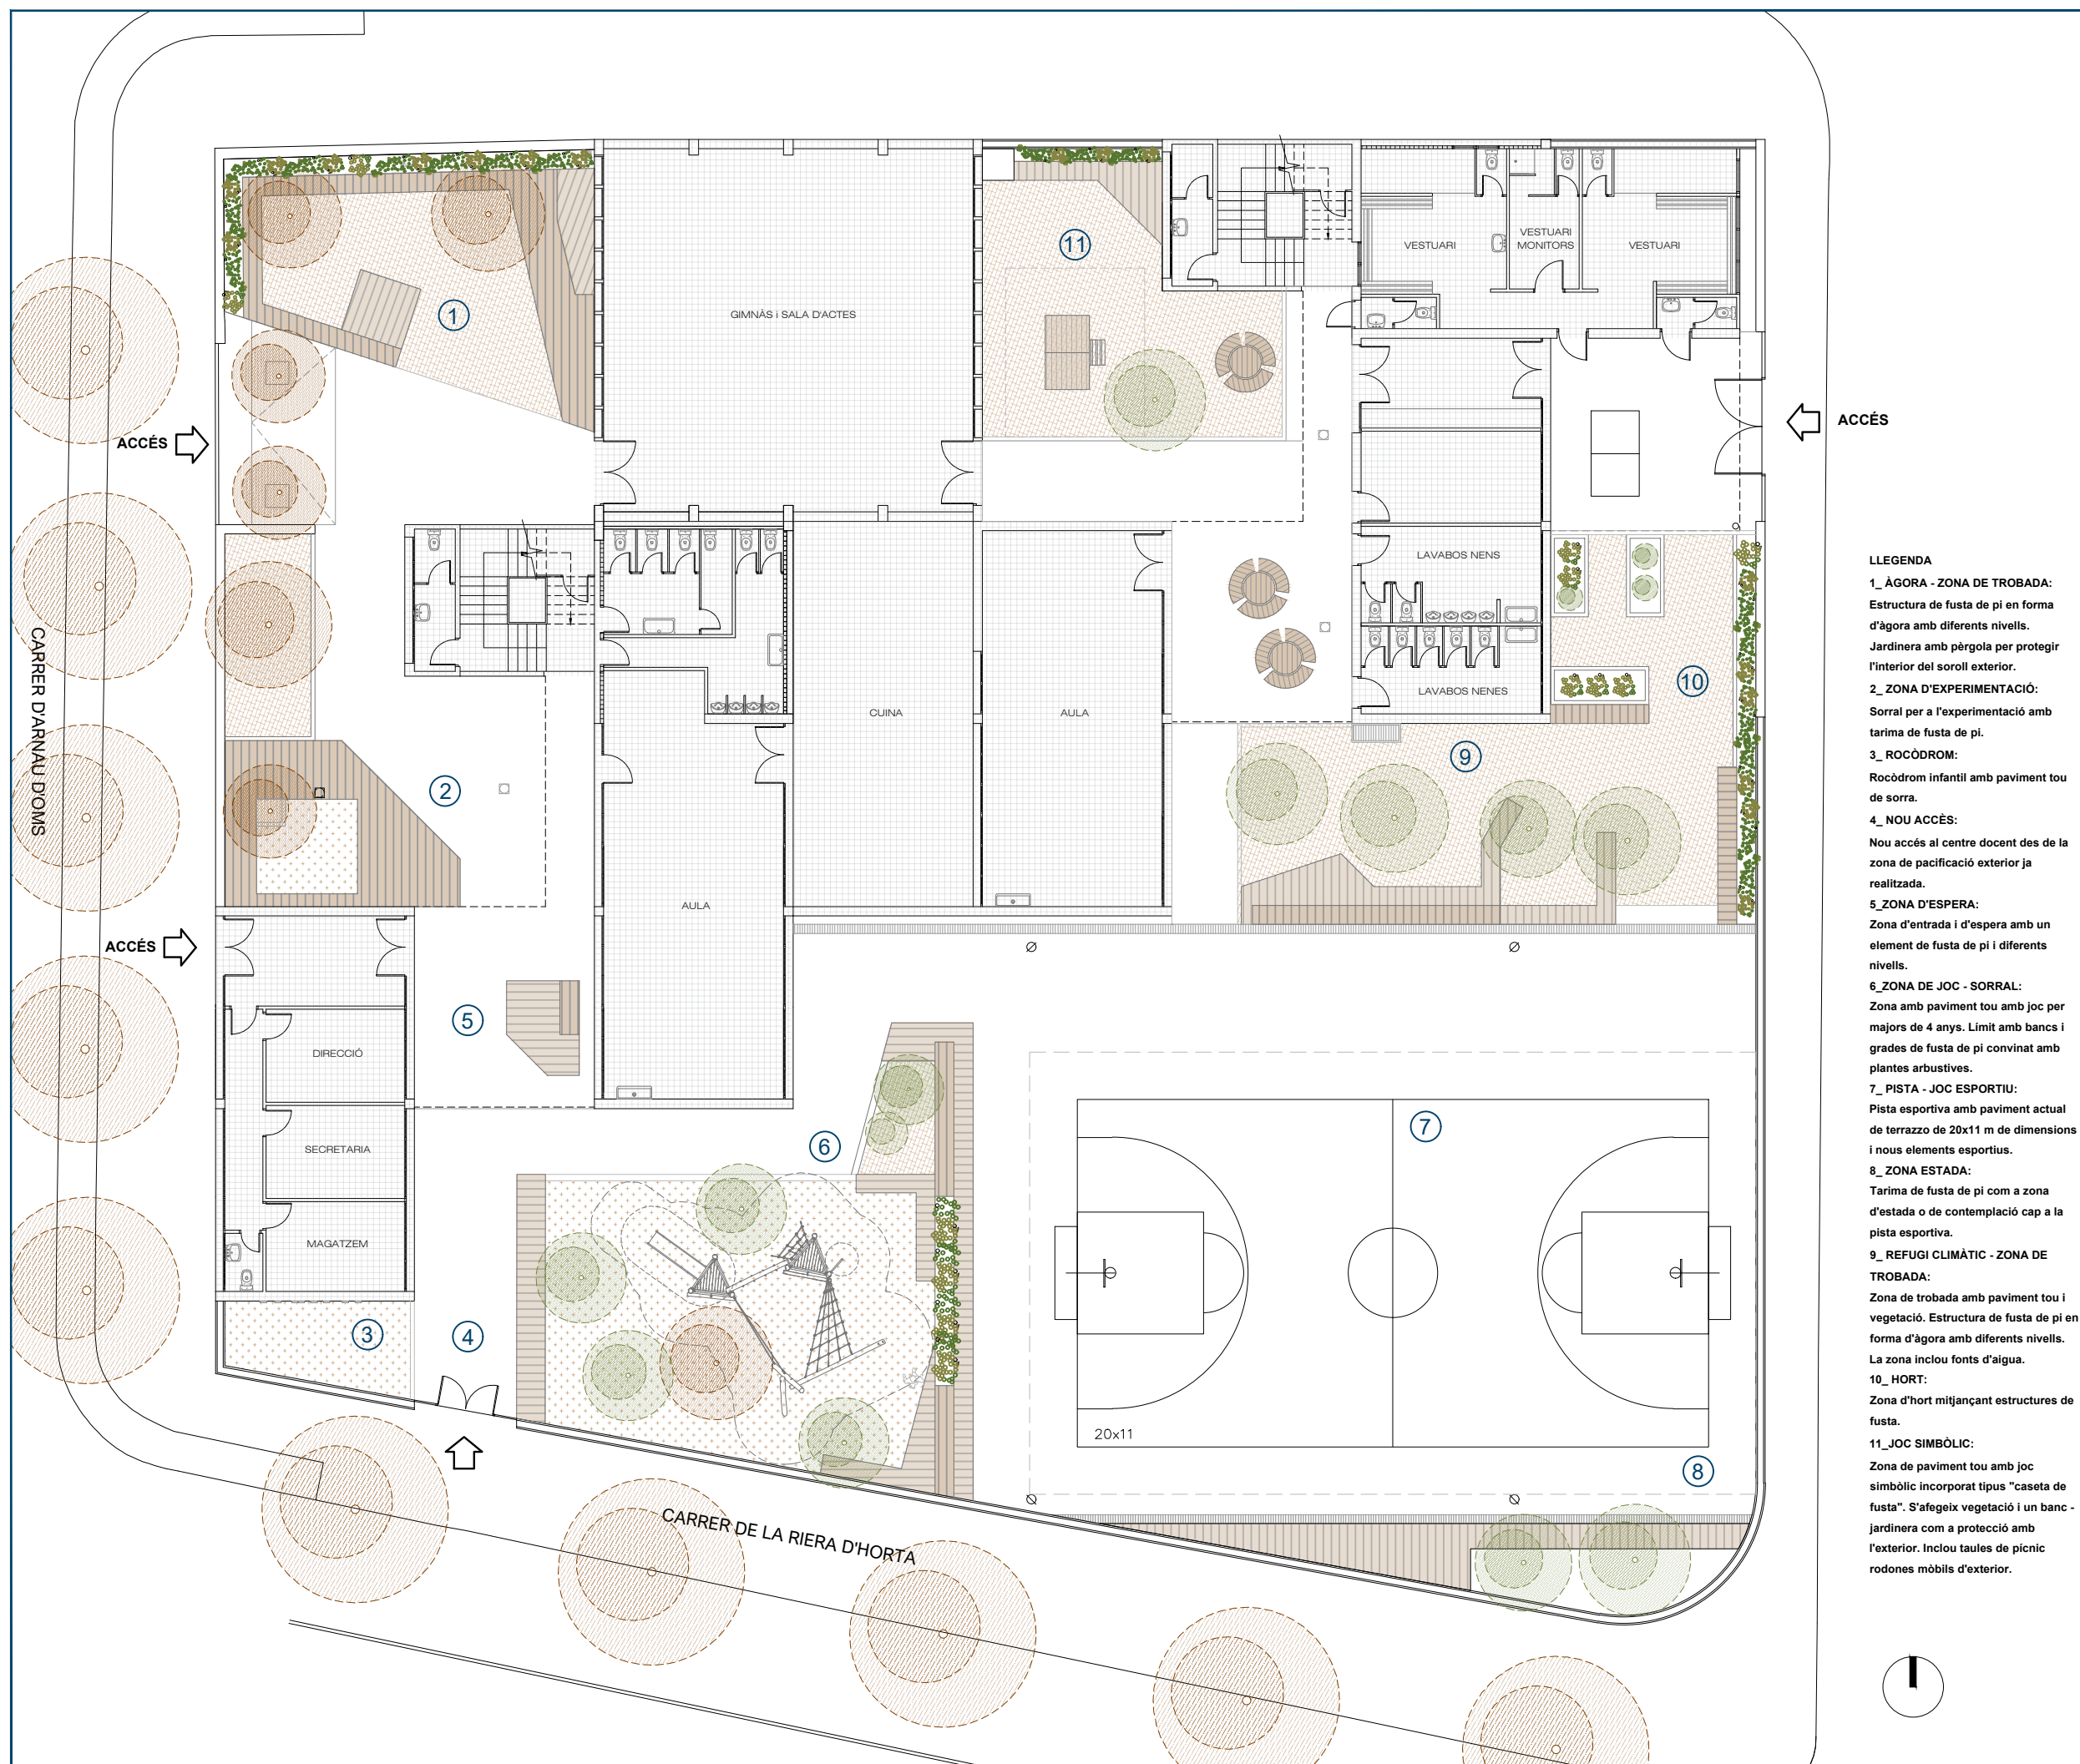 11
VESTUARI
VESTUARI
MONITORS
VESTUARI
1
GIMNÀS i SALA D'ACTES
ACCÉS
ACCÉS
LAVABOS NENS
CARRER D'ARNAU D'OMS
10
LAVABOS NENES
CUINA
AULA
9
2
AULA
ACCÉS
5
DIRECCIÓ
7
6
SECRETARIA
MAGATZEM
3
4
20x11
8
CARRER DE LA RIERA D'HORTA
LLEGENDA
1_ ÀGORA - ZONA DE TROBADA:
Estructura de fusta de pi en forma
d'àgora amb diferents nivells.
Jardinera amb pèrgola per protegir
l'interior del soroll exterior.
2_ ZONA D'EXPERIMENTACIÓ:
Sorral per a l'experimentació amb
tarima de fusta de pi.
3_ ROCÒDROM:
Rocòdrom infantil amb paviment tou
de sorra.
4_ NOU ACCÈS:
Nou accés al centre docent des de la
zona de pacificació exterior ja
realitzada.
5_ZONA D'ESPERA:
Zona d'entrada i d'espera amb un
element de fusta de pi i diferents
nivells.
6_ZONA DE JOC - SORRAL:
Zona amb paviment tou amb joc per
majors de 4 anys. Límit amb bancs i
grades de fusta de pi convinat amb
plantes arbustives.
7_ PISTA - JOC ESPORTIU:
Pista esportiva amb paviment actual
de terrazzo de 20x11 m de dimensions
i nous elements esportius.
8_ ZONA ESTADA:
Tarima de fusta de pi com a zona
d'estada o de contemplació cap a la
pista esportiva.
9_ REFUGI CLIMÀTIC - ZONA DE
TROBADA:
Zona de trobada amb paviment tou i
vegetació. Estructura de fusta de pi en
forma d'àgora amb diferents nivells.
La zona inclou fonts d'aigua.
10_ HORT:
Zona d'hort mitjançant estructures de
fusta.
11_JOC SIMBÒLIC:
Zona de paviment tou amb joc
simbòlic incorporat tipus "caseta de
fusta". S'afegeix vegetació i un banc -
jardinera com a protecció amb
l'exterior. Inclou taules de pícnic
rodones mòbils d'exterior.